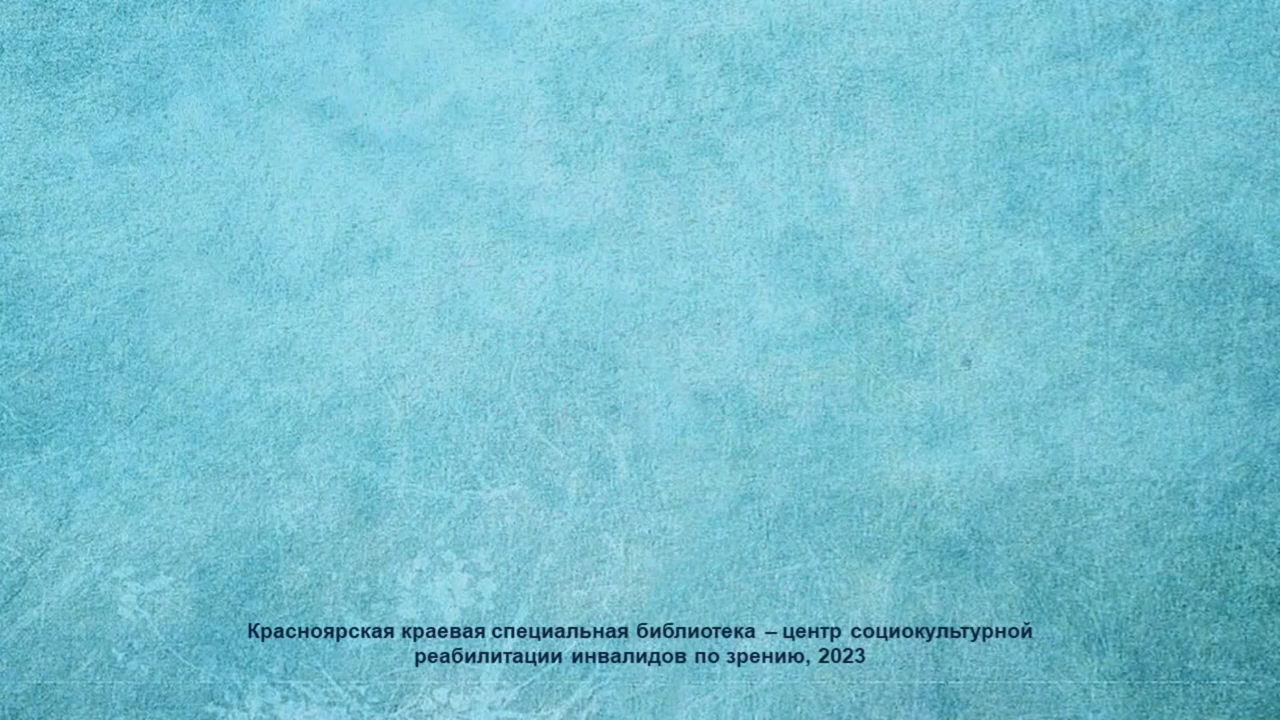 Красноярская краевая специальная библиотека – центр социокультурной
реабилитации инвалидов по зрению, 2023